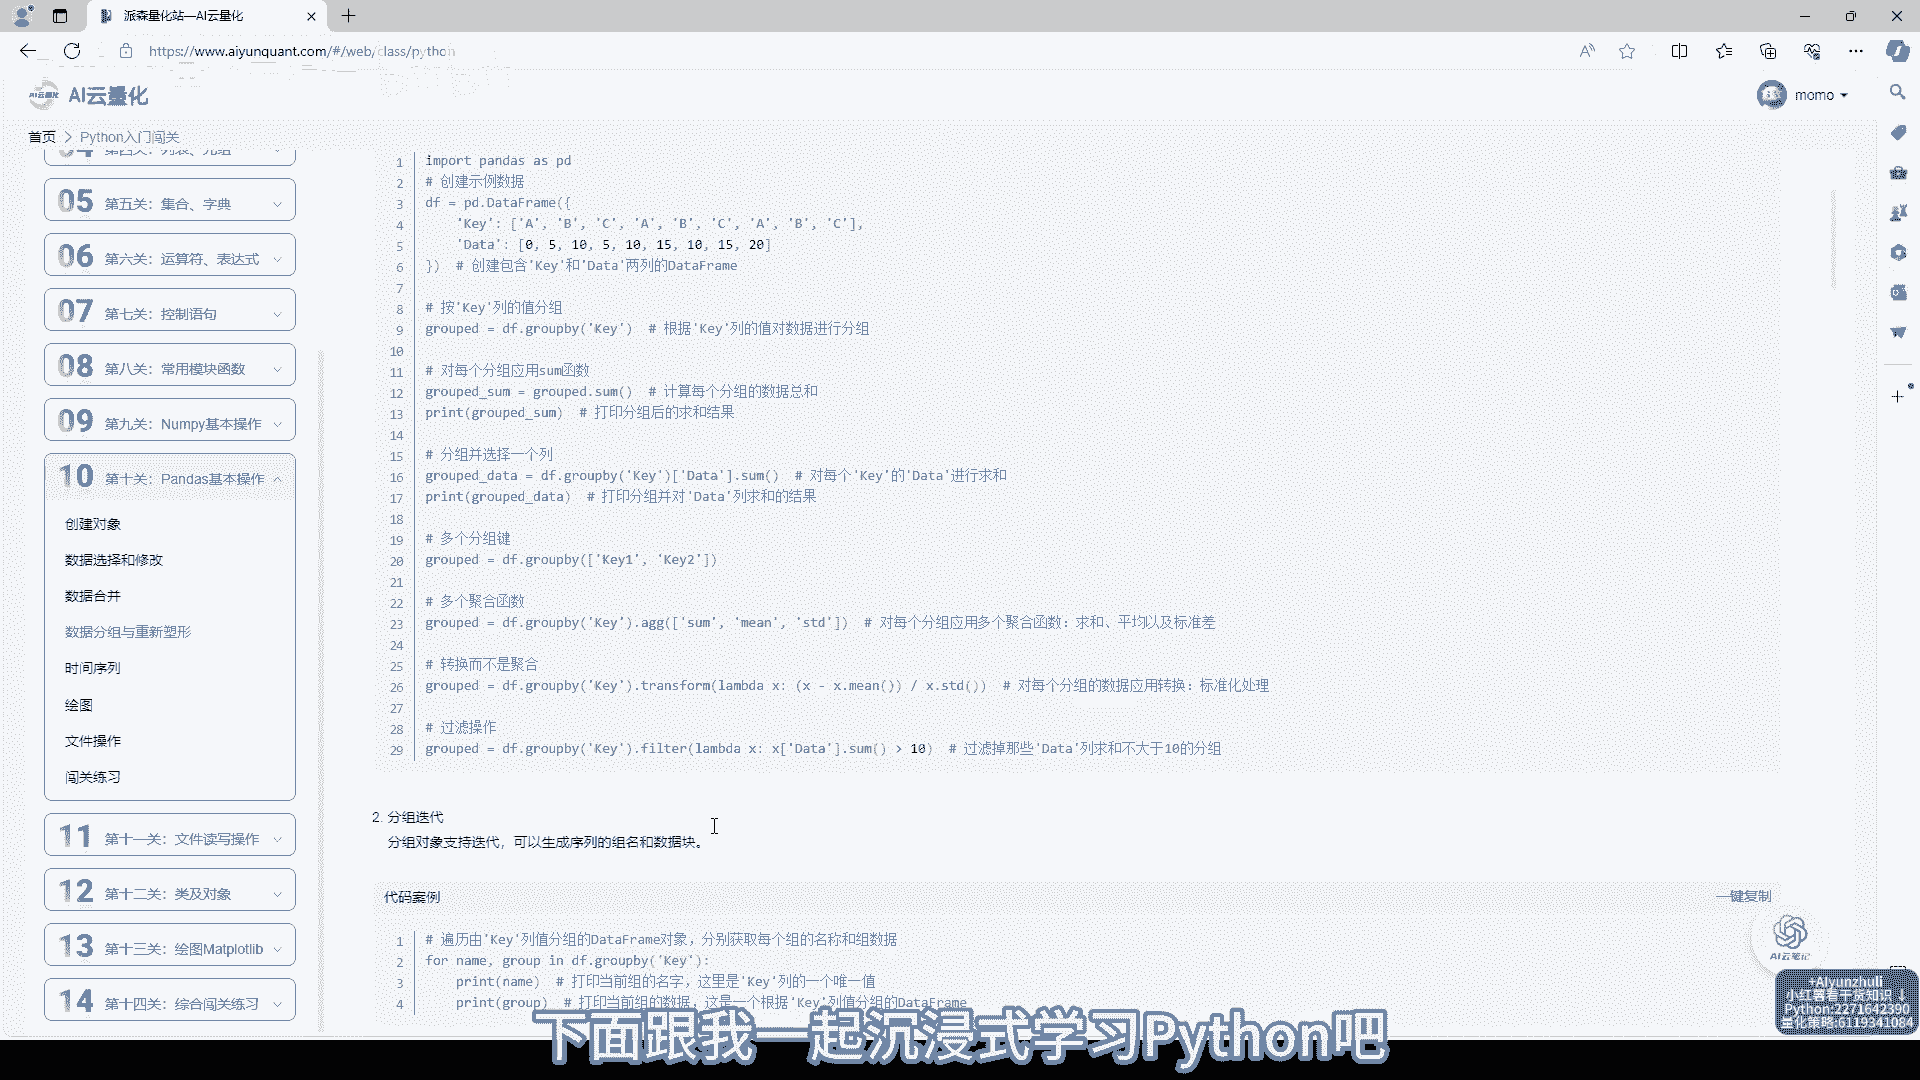 派森量化站—AI云量化
https://www.aiyunquant.com/#/web/class/python
AI云量化
momo
首页 > Python入门闯关
04 第四关：列表、元组
05 第五关：集合、字典
06 第六关：运算符、表达式
07 第七关：控制语句
08 第八关：常用模块函数
09 第九关：Numpy基本操作
10 第十关：Pandas基本操作
创建对象
数据选择和修改
数据合并
数据分组与重新塑形
时间序列
绘图
文件操作
闯关练习
11 第十一关：文件读写操作
12 第十二关：类及对象
13 第十三关：绘图Matplotlib
14 第十四关：综合闯关练习
1 import pandas as pd
2 # 创建示例数据
3 df = pd.DataFrame({
4     'Key': ['A', 'B', 'C', 'A', 'B', 'C', 'A', 'B', 'C'],
5     'Data': [0, 5, 10, 5, 10, 15, 10, 15, 20]
6 })  # 创建包含'Key'和'Data'两列的DataFrame
7
8 # 按'Key'列的值分组
9 grouped = df.groupby('Key')  # 根据'Key'列的值对数据进行分组
10
11 # 对每个分组应用sum函数
12 grouped_sum = grouped.sum()  # 计算每个分组的数据总和
13 print(grouped_sum)  # 打印分组后的求和结果
14
15 # 分组并选择一个列
16 grouped_data = df.groupby('Key')['Data'].sum()  # 对每个'Key'的'Data'进行求和
17 print(grouped_data)  # 打印分组并对'Data'列求和的结果
18
19 # 多个分组键
20 grouped = df.groupby(['Key1', 'Key2'])
21
22 # 多个聚合函数
23 grouped = df.groupby('Key').agg(['sum', 'mean', 'std'])  # 对每个分组应用多个聚合函数：求和、平均以及标准差
24
25 # 转换而不是聚合
26 grouped = df.groupby('Key').transform(lambda x: (x - x.mean()) / x.std())  # 对每个分组的数据应用转换：标准化处理
27
28 # 过滤操作
29 grouped = df.groupby('Key').filter(lambda x: x['Data'].sum() > 10)  # 过滤掉那些'Data'列求和不大于10的分组
2. 分组迭代
分组对象支持迭代，可以生成序列的组名和数据块。
代码案例
一键复制
1 # 遍历由'Key'列值分组的DataFrame对象，分别获取每个组的名称和组数据
2 for name, group in df.groupby('Key'):
3     print(name)  # 打印当前组的名字，这里是'Key'列的一个唯一值
4     print(group)  # 打印当前组的数据，这是一个根据'Key'列值分组的DataFrame
AI云笔记
+AIyunzhuli
小红薯看干货知识↓
Python:2271642390
量化策略:6119341084
下面跟我一起沉浸式学习Python吧